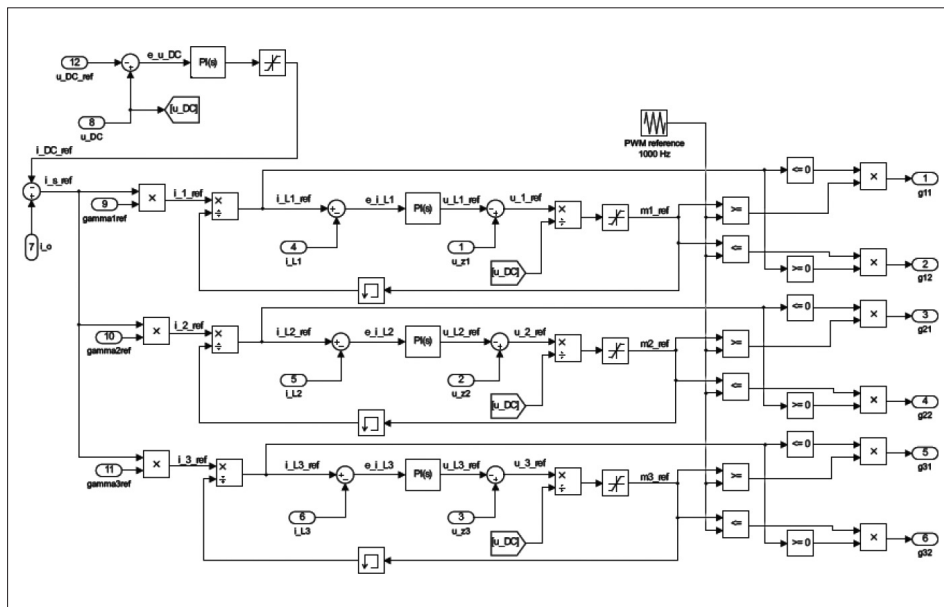 12
u_DC_ref
e_u_DC
PI(s)
[u_DC]
8
u_DC
i_DC_ref
i_s_ref
7
i_o
PWM reference
1000 Hz
9
gamma1ref
i_1_ref
i_L1_ref
4
i_L1
e_i_L1
PI(s)
u_L1_ref
1
u_z1
u_1_ref
[u_DC]
m1_ref
>=
<=
<= 0
>= 0
1
g11
2
g12
10
gamma2ref
i_2_ref
i_L2_ref
5
i_L2
e_i_L2
PI(s)
u_L2_ref
2
u_z2
u_2_ref
[u_DC]
m2_ref
>=
<=
<= 0
>= 0
3
g21
4
g22
11
gamma3ref
i_3_ref
i_L3_ref
6
i_L3
e_i_L3
PI(s)
u_L3_ref
3
u_z3
u_3_ref
[u_DC]
m3_ref
>=
<=
<= 0
>= 0
5
g31
6
g32